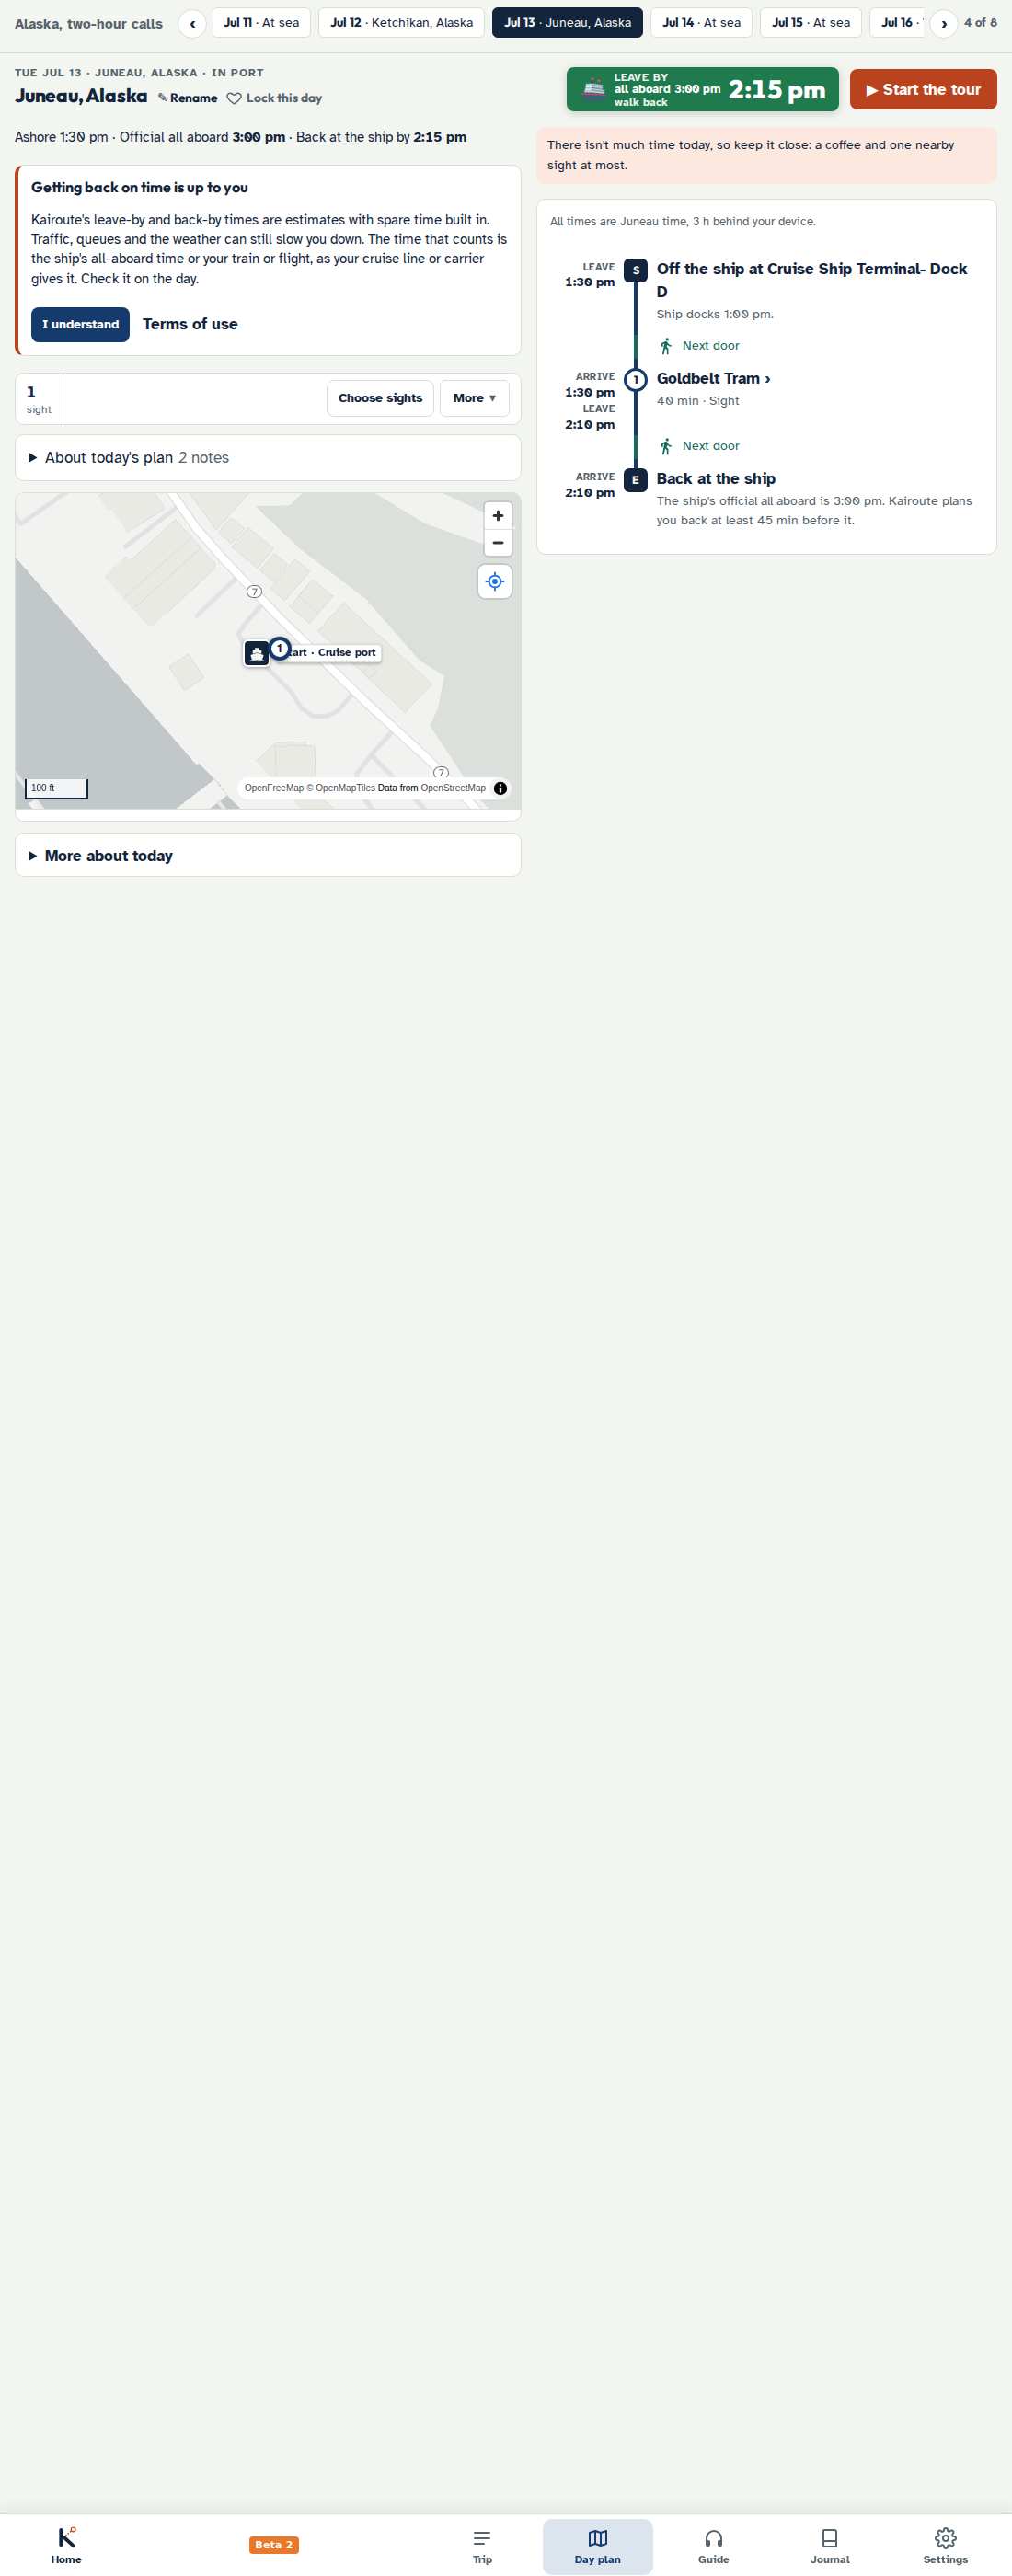 Alaska, two-hour calls
‹
Jul 11 · At sea
Jul 12 · Ketchikan, Alaska
Jul 13 · Juneau, Alaska
Jul 14 · At sea
Jul 15 · At sea
Jul 16 ·
›
4 of 8
TUE JUL 13 · JUNEAU, ALASKA · IN PORT
Juneau, Alaska
✎ Rename
Lock this day
LEAVE BY
all aboard 3:00 pm
walk back
2:15 pm
▶ Start the tour
Ashore 1:30 pm · Official all aboard 3:00 pm · Back at the ship by 2:15 pm
Getting back on time is up to you
Kairoute's leave-by and back-by times are estimates with spare time built in.
Traffic, queues and the weather can still slow you down. The time that counts is
the ship's all-aboard time or your train or flight, as your cruise line or carrier
gives it. Check it on the day.
I understand
Terms of use
1
sight
Choose sights
More ▼
▶ About today's plan 2 notes
7
1
art · Cruise port
7
100 ft
OpenFreeMap © OpenMapTiles Data from OpenStreetMap
▶ More about today
There isn't much time today, so keep it close: a coffee and one nearby
sight at most.
All times are Juneau time, 3 h behind your device.
LEAVE
1:30 pm
S
Off the ship at Cruise Ship Terminal- Dock
D
Ship docks 1:00 pm.
Next door
ARRIVE
1:30 pm
LEAVE
2:10 pm
1
Goldbelt Tram ›
40 min · Sight
Next door
ARRIVE
2:10 pm
E
Back at the ship
The ship's official all aboard is 3:00 pm. Kairoute plans
you back at least 45 min before it.
Home
Beta 2
Trip
Day plan
Guide
Journal
Settings